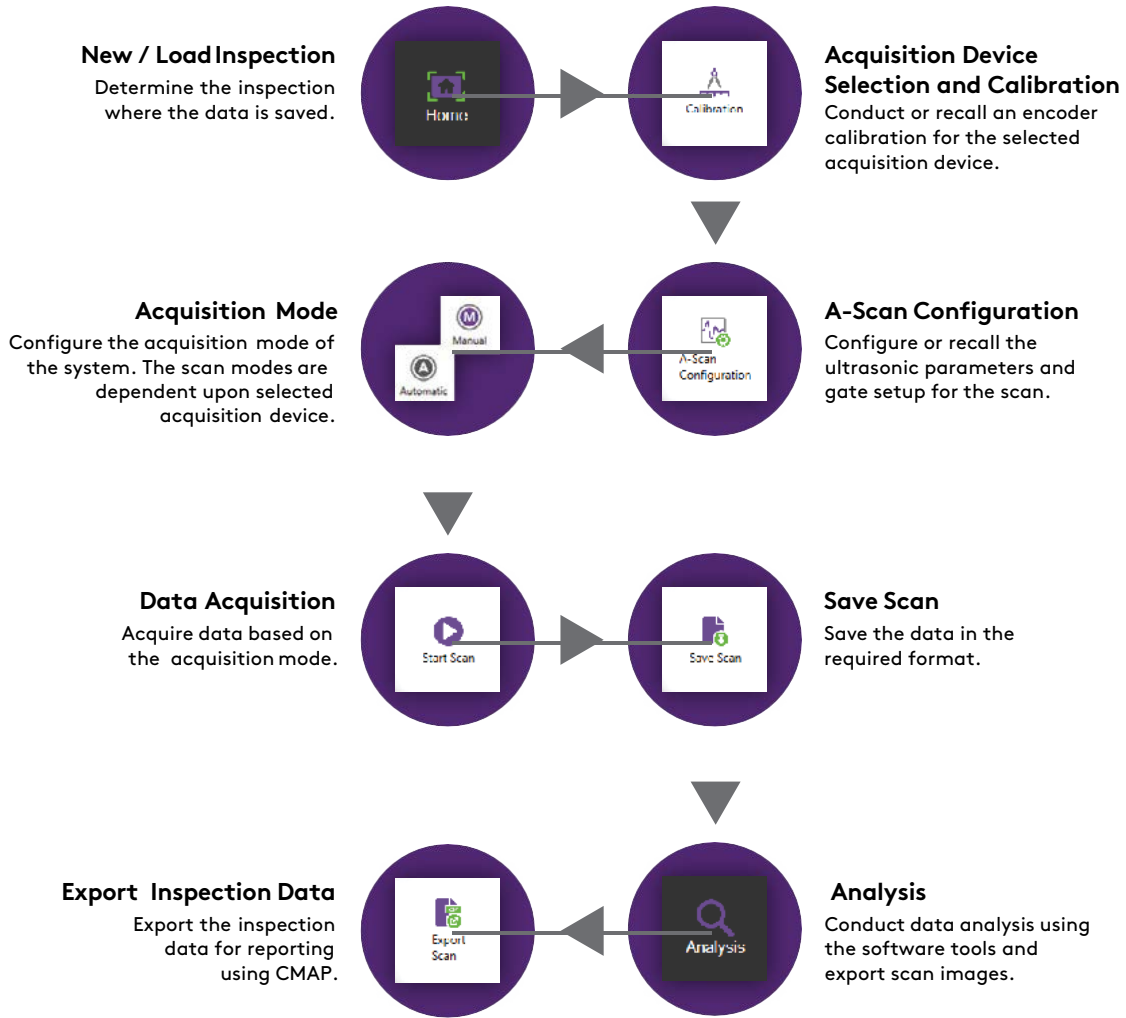 New / Load Inspection
Determine the inspection
where the data is saved.
Home
Calibration
Acquisition Device
Selection and Calibration
Conduct or recall an encoder
calibration for the selected
acquisition device.
Acquisition Mode
Configure the acquisition mode of
the system. The scan modes are
dependent upon selected
acquisition device.
M
Manual
A
Automatic
A-Scan
Configuration
A-Scan Configuration
Configure or recall the
ultrasonic parameters and
gate setup for the scan.
Data Acquisition
Acquire data based on
the acquisition mode.
Start Scan
Save Scan
Save Scan
Save the data in the
required format.
Export Inspection Data
Export the inspection
data for reporting
using CMAP.
Export
Scan
Analysis
Analysis
Conduct data analysis using
the software tools and
export scan images.